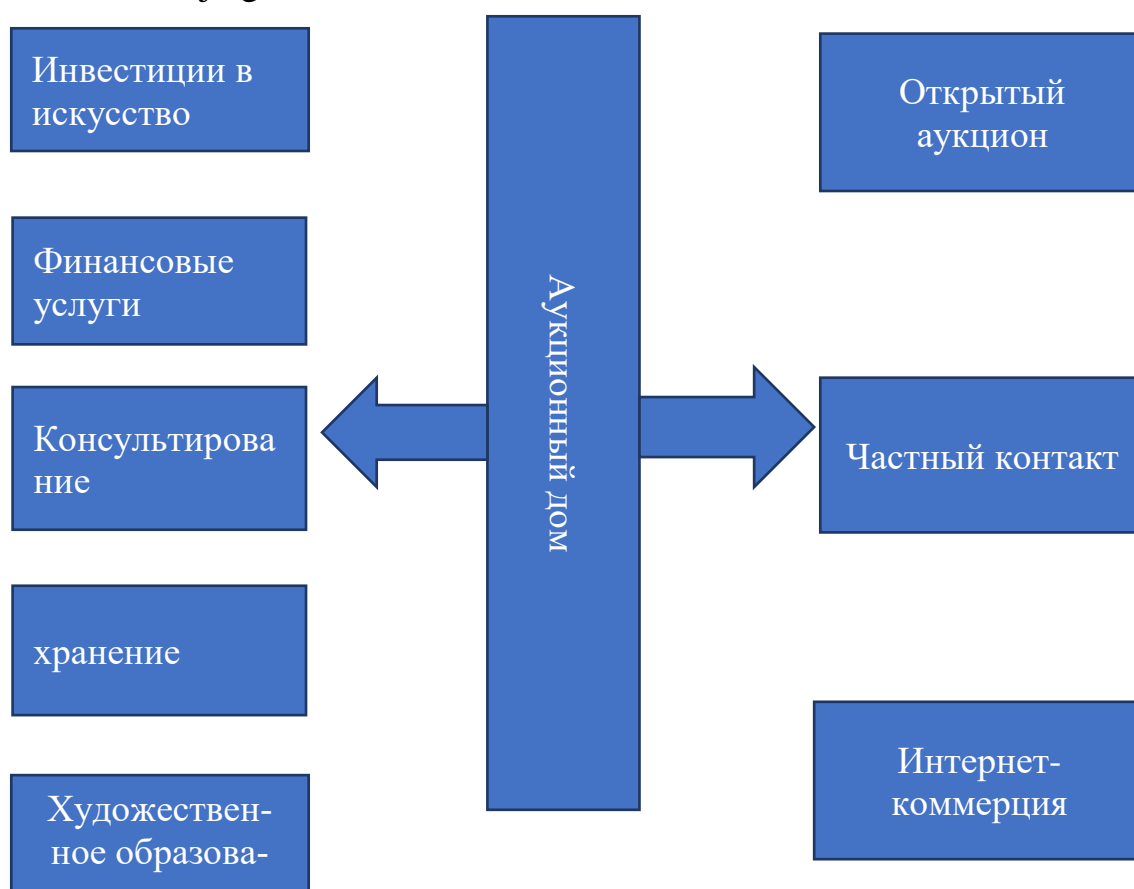 Инвестиции в
искусство
Финансовые
услуги
Консультирова
ние
хранение
Художествен-
ное образова-
Аукционный дом
Открытый
аукцион
Частный контакт
Интернет-
коммерция